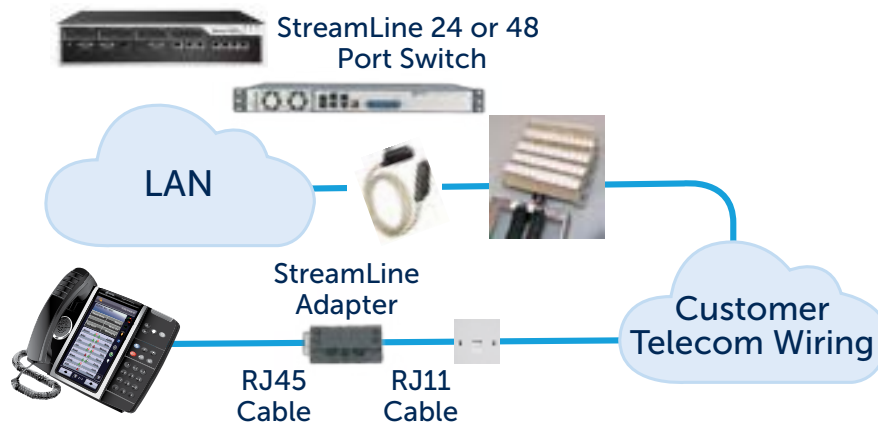 StreamLine 24 or 48
Port Switch
LAN
StreamLine
Adapter
Customer
Telecom Wiring
RJ45
Cable
RJ11
Cable